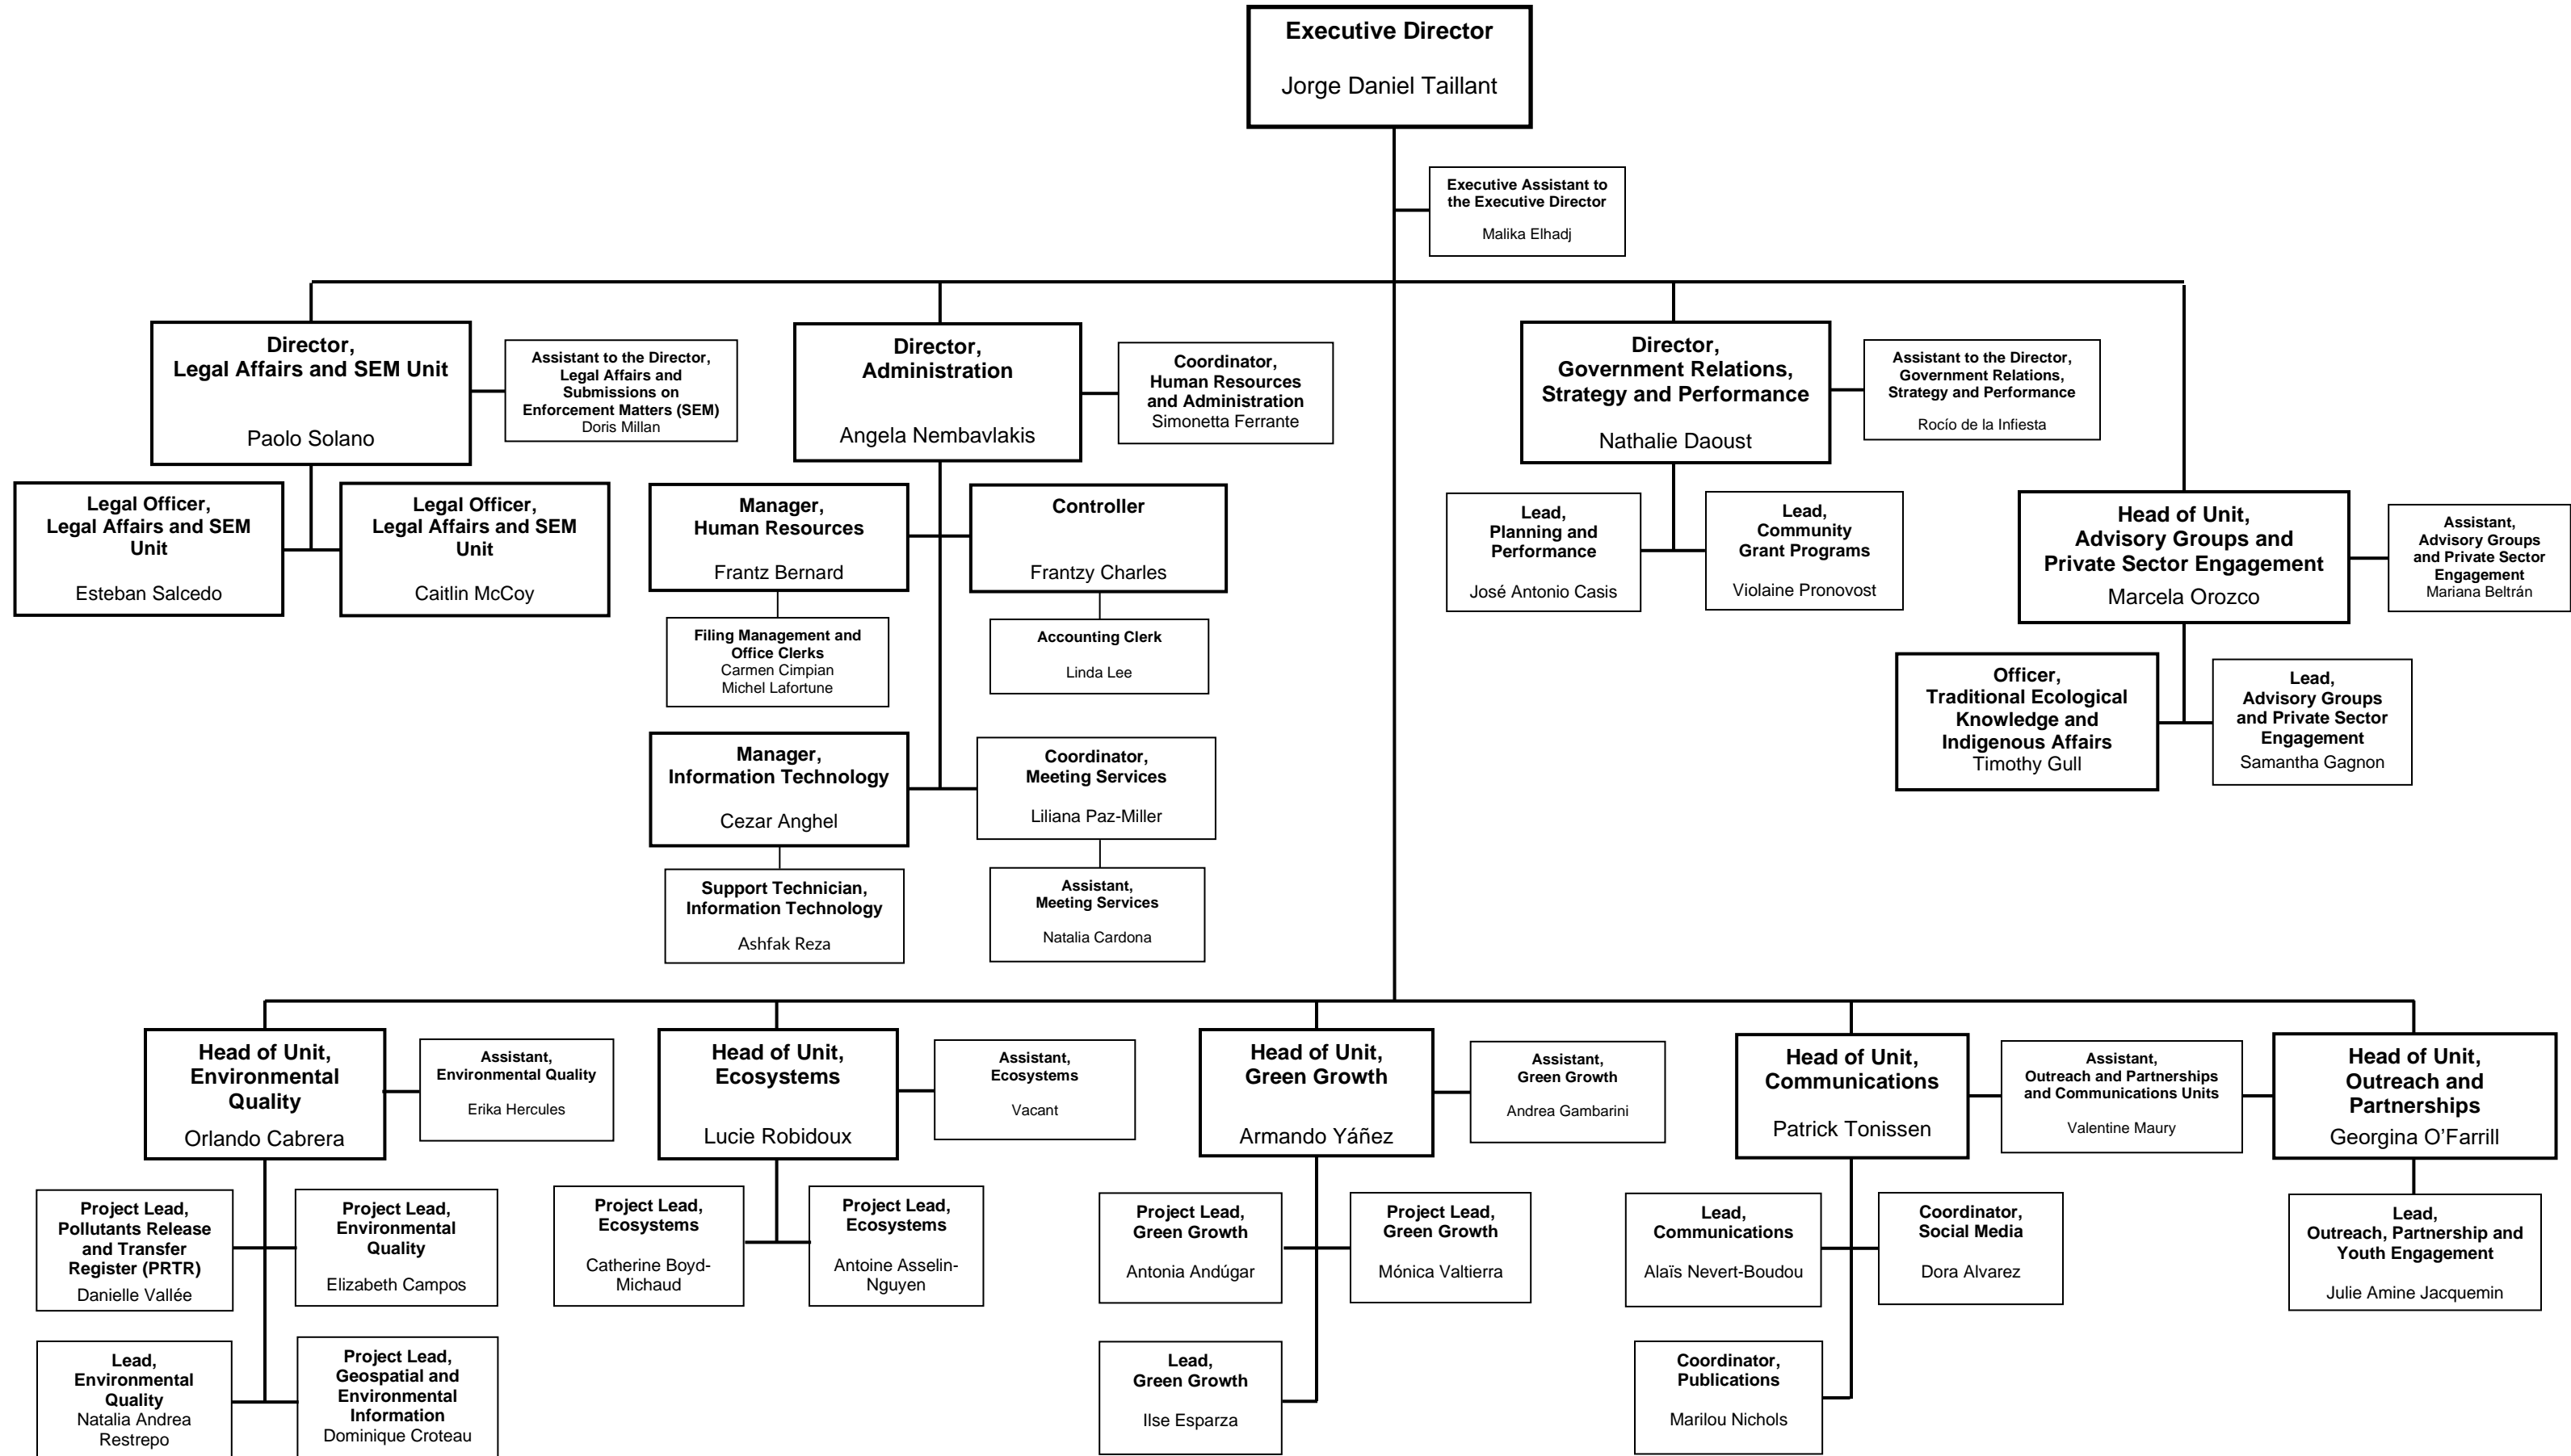 Executive Director
Jorge Daniel Taillant
Executive Assistant to
the Executive Director
Malika Elhadj
Director,
Legal Affairs and SEM Unit
Paolo Solano
Assistant to the Director,
Legal Affairs and
Submissions on
Enforcement Matters (SEM)
Doris Millan
Director,
Administration
Angela Nembavlakis
Coordinator,
Human Resources
and Administration
Simonetta Ferrante
Director,
Government Relations,
Strategy and Performance
Nathalie Daoust
Assistant to the Director,
Government Relations,
Strategy and Performance
Rocío de la Infiesta
Legal Officer,
Legal Affairs and SEM
Unit
Esteban Salcedo
Legal Officer,
Legal Affairs and SEM
Unit
Caitlin McCoy
Manager,
Human Resources
Frantz Bernard
Controller
Frantzy Charles
Lead,
Planning and
Performance
José Antonio Casis
Lead,
Community
Grant Programs
Violaine Pronovost
Head of Unit,
Advisory Groups and
Private Sector Engagement
Marcela Orozco
Assistant,
Advisory Groups
and Private Sector
Engagement
Mariana Beltrán
Filing Management and
Office Clerks
Carmen Cimpian
Michel Lafortune
Accounting Clerk
Linda Lee
Officer,
Traditional Ecological
Knowledge and
Indigenous Affairs
Timothy Gull
Lead,
Advisory Groups
and Private Sector
Engagement
Samantha Gagnon
Manager,
Information Technology
Cezar Anghel
Coordinator,
Meeting Services
Liliana Paz-Miller
Support Technician,
Information Technology
Ashfak Reza
Assistant,
Meeting Services
Natalia Cardona
Head of Unit,
Environmental
Quality
Orlando Cabrera
Assistant,
Environmental Quality
Erika Hercules
Head of Unit,
Ecosystems
Lucie Robidoux
Assistant,
Ecosystems
Vacant
Head of Unit,
Green Growth
Armando Yáñez
Assistant,
Green Growth
Andrea Gambarini
Head of Unit,
Communications
Patrick Tonissen
Assistant,
Outreach and Partnerships
and Communications Units
Valentine Maury
Head of Unit,
Outreach and
Partnerships
Georgina O’Farrill
Project Lead,
Pollutants Release
and Transfer
Register (PRTR)
Danielle Vallée
Project Lead,
Environmental
Quality
Elizabeth Campos
Project Lead,
Ecosystems
Catherine Boyd-
Michaud
Project Lead,
Ecosystems
Antoine Asselin-
Nguyen
Project Lead,
Green Growth
Antonia Andúgar
Project Lead,
Green Growth
Mónica Valtierra
Lead,
Communications
Alaïs Nevert-Boudou
Coordinator,
Social Media
Dora Alvarez
Lead,
Outreach, Partnership and
Youth Engagement
Julie Amine Jacquemin
Lead,
Environmental
Quality
Natalia Andrea
Restrepo
Project Lead,
Geospatial and
Environmental
Information
Dominique Croteau
Lead,
Green Growth
Ilse Esparza
Coordinator,
Publications
Marilou Nichols